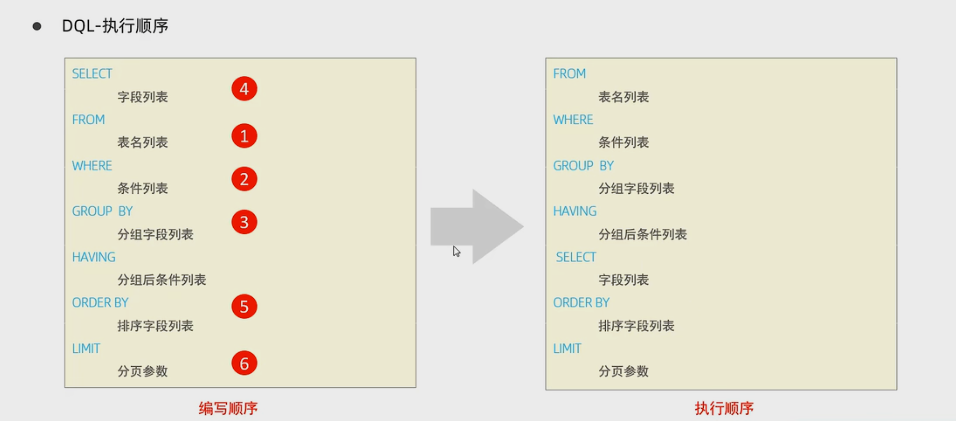 ● DQL-执行顺序
SELECT
字段列表
4
FROM
表名列表
1
WHERE
条件列表
2
GROUP BY
分组字段列表
3
HAVING
分组后条件列表
ORDER BY
排序字段列表
5
LIMIT
分页参数
6
编写顺序
FROM
表名列表
WHERE
条件列表
GROUP BY
分组字段列表
HAVING
分组后条件列表
SELECT
字段列表
ORDER BY
排序字段列表
LIMIT
分页参数
执行顺序